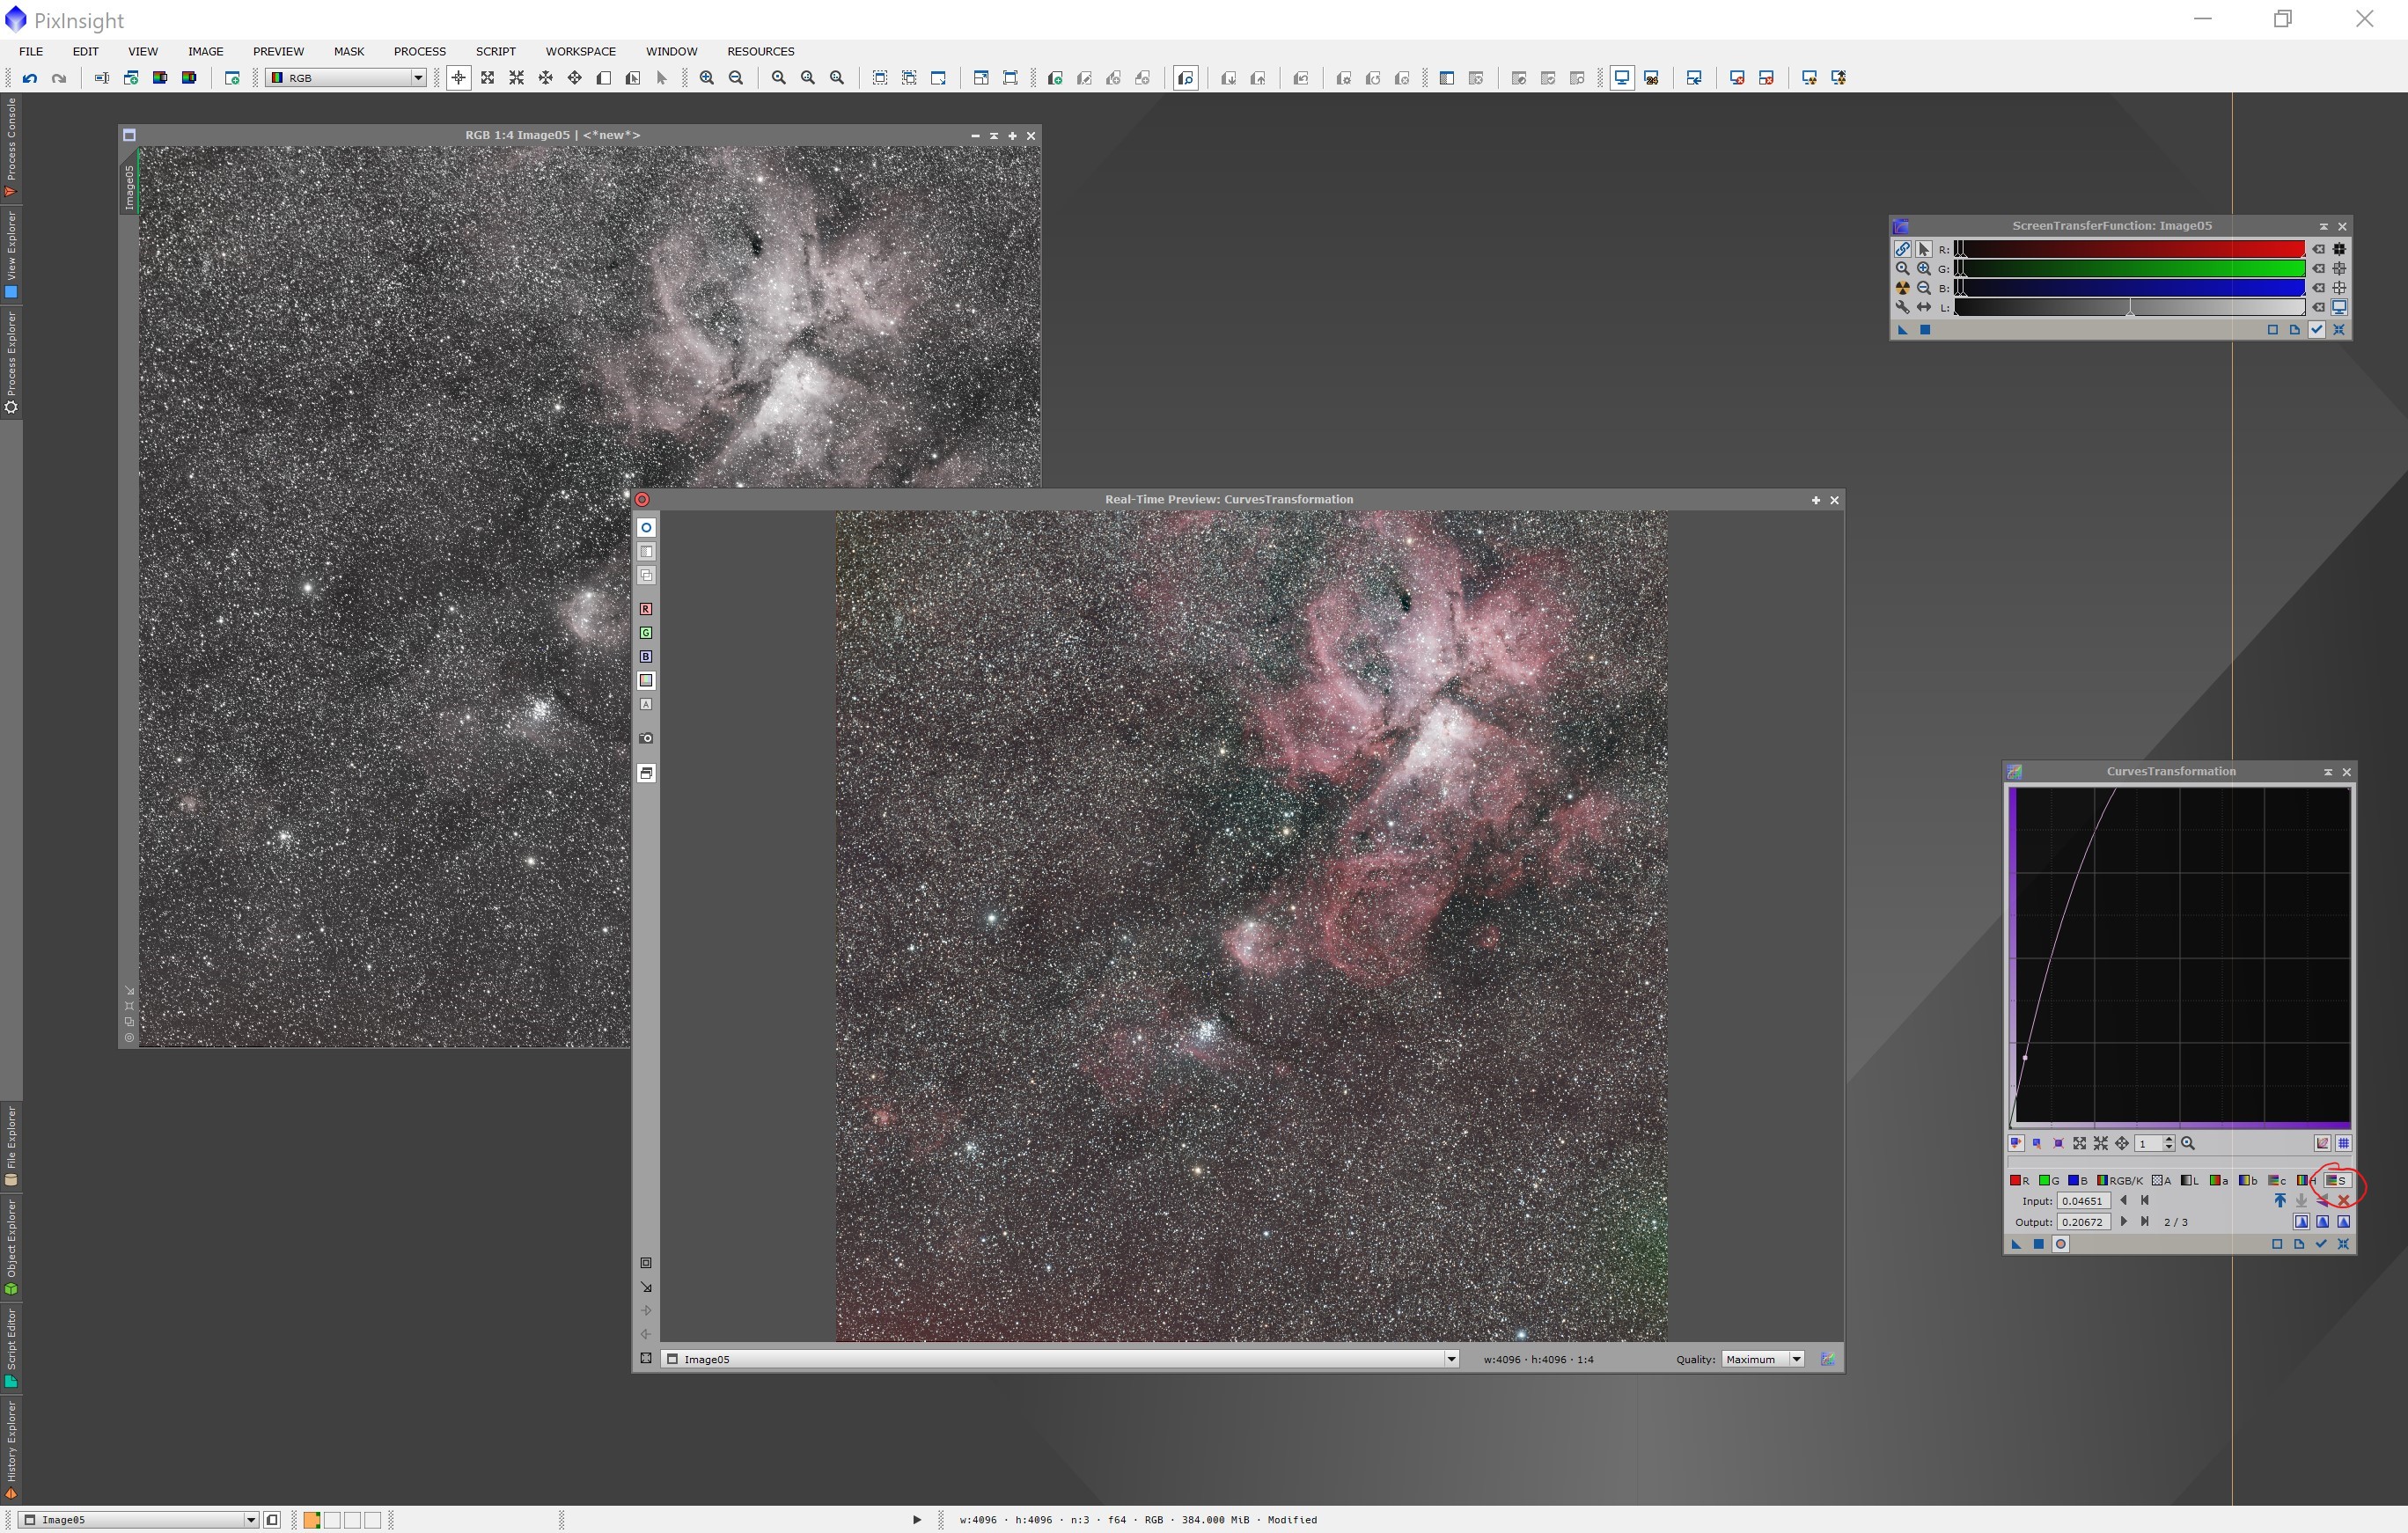 PixInsight
FILE EDIT VIEW IMAGE PREVIEW MASK PROCESS SCRIPT WORKSPACE WINDOW RESOURCES
RGB
Process Console
View Explorer
Process Explorer
File Explorer
Object Explorer
Script Editor
History Explorer
RGB 1:4 Image05 | <*new*>
Image05
ScreenTransferFunction: Image05
R:
G:
B:
L:
Real-Time Preview: CurvesTransformation
R
G
B
A
Image05 w:4096 · h:4096 · 1:4 Quality: Maximum
CurvesTransformation
1
R G B RGB/K A L a b c H S
Input: 0.04651
Output: 0.20672 2 / 3
Image05 w:4096 · h:4096 · n:3 · f64 · RGB · 384.000 MiB · Modified